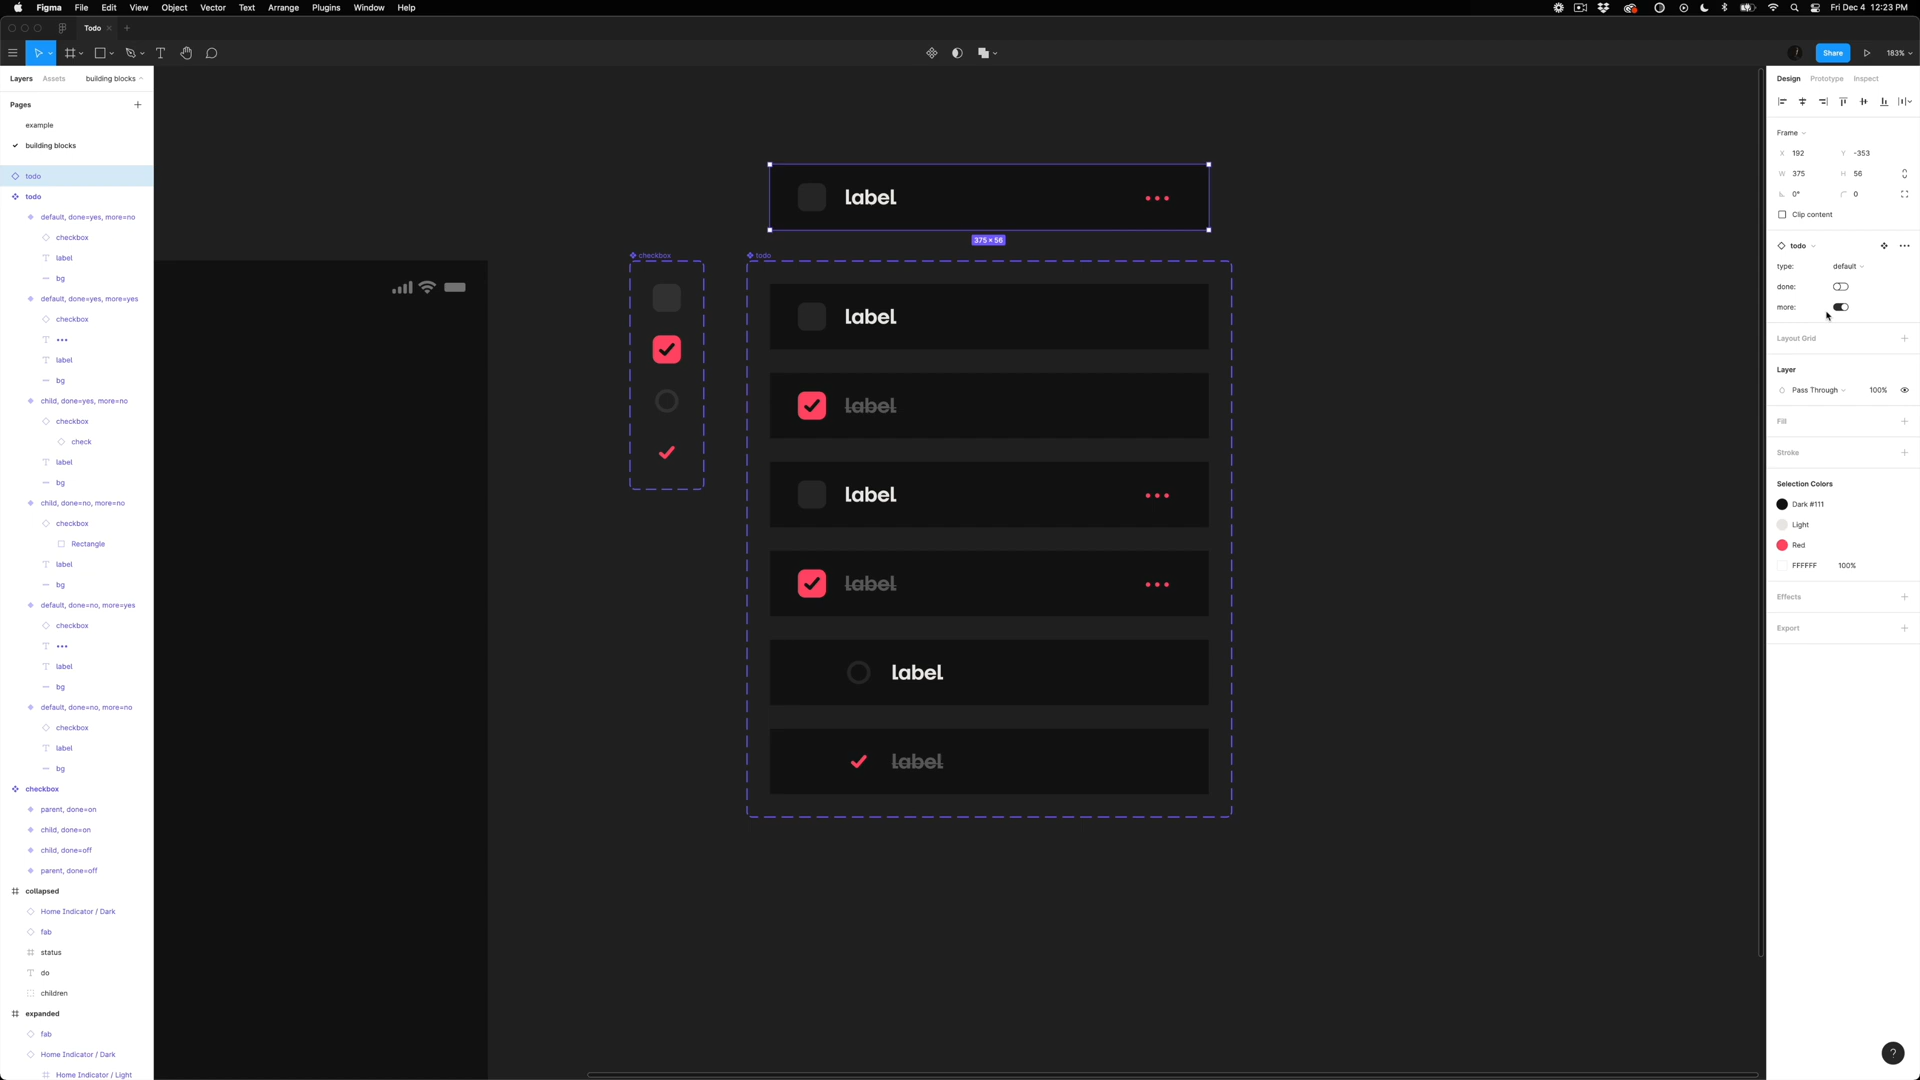 Figma File Edit View Object Vector Text Arrange Plugins Window Help
Fri Dec 4 12:23 PM
Todo
Share
183%
Layers Assets building blocks
Pages
example
building blocks
todo
todo
default, done=yes, more=no
checkbox
label
bg
default, done=yes, more=yes
checkbox
•••
label
bg
child, done=yes, more=no
checkbox
check
label
bg
child, done=no, more=no
checkbox
Rectangle
label
bg
default, done=no, more=yes
checkbox
•••
label
bg
default, done=no, more=no
checkbox
label
bg
checkbox
parent, done=on
child, done=on
child, done=off
parent, done=off
collapsed
Home Indicator / Dark
fab
status
do
children
expanded
fab
Home Indicator / Dark
Home Indicator / Light
label
375 × 56
checkbox
todo
label
label
label
label
label
label
Design Prototype Inspect
Frame
X 192 Y -353
W 375 H 56
0° 0
Clip content
todo
type: default
done:
more:
Layout Grid
Layer
Pass Through 100%
Fill
Stroke
Selection Colors
Dark #111
Light
Red
FFFFFF 100%
Effects
Export
?